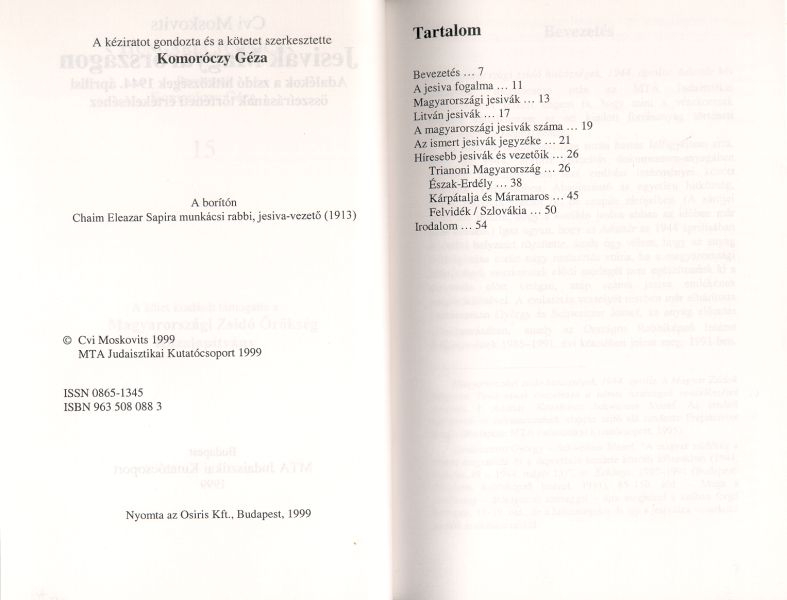 A kéziratot gondozta és a kötetet szerkesztette
Komoróczy Géza
A borítón
Chaim Eleazar Sapira munkácsi rabbi, jesiva-vezető (1913)
© Cvi Moskovits 1999
MTA Judaisztikai Kutatócsoport 1999
ISSN 0865-1345
ISBN 963 508 088 3
Nyomta az Osiris Kft., Budapest, 1999
Tartalom
Bevezetés ... 7
A jesiva fogalma ... 11
Magyarországi jesivák ... 13
Litván jesivák ... 17
A magyarországi jesivák száma ... 19
Az ismert jesivák jegyzéke ... 21
Híresebb jesivák és vezetőik ... 26
Trianoni Magyarország ... 26
Észak-Erdély ... 38
Kárpátalja és Máramaros ... 45
Felvidék / Szlovákia ... 50
Irodalom ... 54